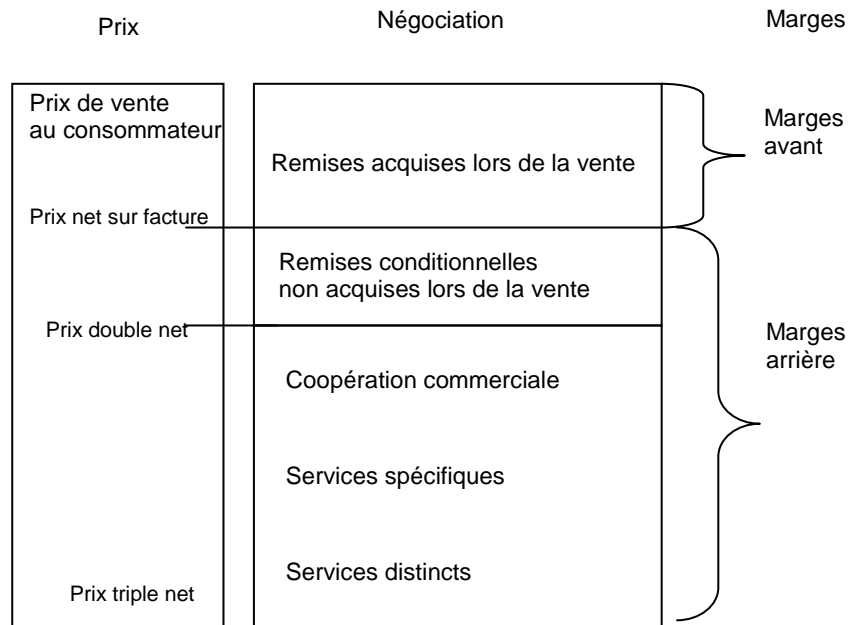 Prix
Négociation
Marges
Prix de vente
au consommateur
Remises acquises lors de la vente
Marges
avant
Prix net sur facture
Remises conditionnelles
non acquises lors de la vente
Prix double net
Marges
arrière
Coopération commerciale
Services spécifiques
Services distincts
Prix triple net